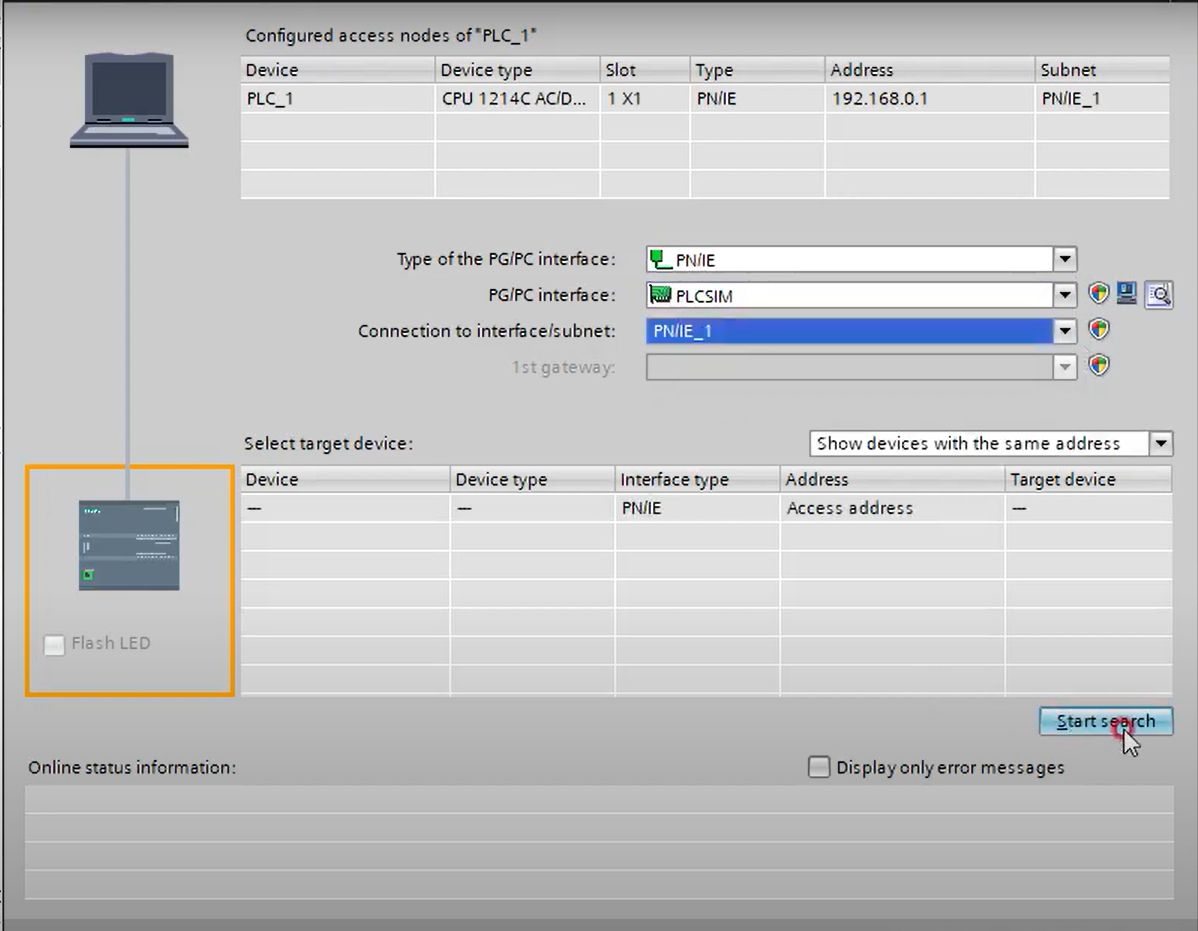 Configured access nodes of "PLC_1"
Device Device type Slot Type Address Subnet
PLC_1 CPU 1214C AC/D... 1 X1 PN/IE 192.168.0.1 PN/IE_1
Type of the PG/PC interface: PN/IE
PG/PC interface: PLCSIM
Connection to interface/subnet: PN/IE_1
1st gateway:
Select target device: Show devices with the same address
Device Device type Interface type Address Target device
— — PN/IE Access address —
Flash LED
Start search
Online status information: Display only error messages